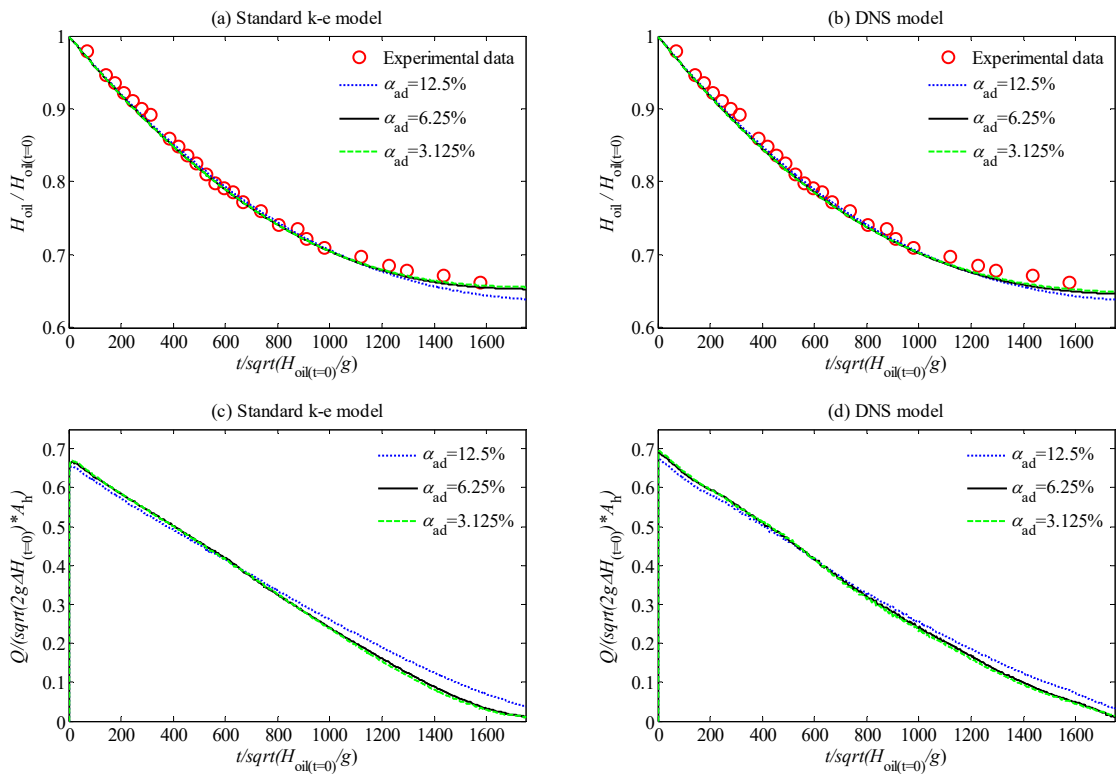 (a) Standard k-e model
1
0.9
0.8
0.7
0.6
H_oil / H_oil(t=0)
Experimental data
α_ad=12.5%
α_ad=6.25%
α_ad=3.125%
0 200 400 600 800 1000 1200 1400 1600
t/sqrt(H_oil(t=0)/g)
(b) DNS model
1
0.9
0.8
0.7
0.6
H_oil / H_oil(t=0)
Experimental data
α_ad=12.5%
α_ad=6.25%
α_ad=3.125%
0 200 400 600 800 1000 1200 1400 1600
t/sqrt(H_oil(t=0)/g)
(c) Standard k-e model
0.7
0.6
0.5
0.4
0.3
0.2
0.1
0
Q/(sqrt(2gΔH_(t=0))*A_h)
α_ad=12.5%
α_ad=6.25%
α_ad=3.125%
0 200 400 600 800 1000 1200 1400 1600
t/sqrt(H_oil(t=0)/g)
(d) DNS model
0.7
0.6
0.5
0.4
0.3
0.2
0.1
0
Q/(sqrt(2gΔH_(t=0))*A_h)
α_ad=12.5%
α_ad=6.25%
α_ad=3.125%
0 200 400 600 800 1000 1200 1400 1600
t/sqrt(H_oil(t=0)/g)